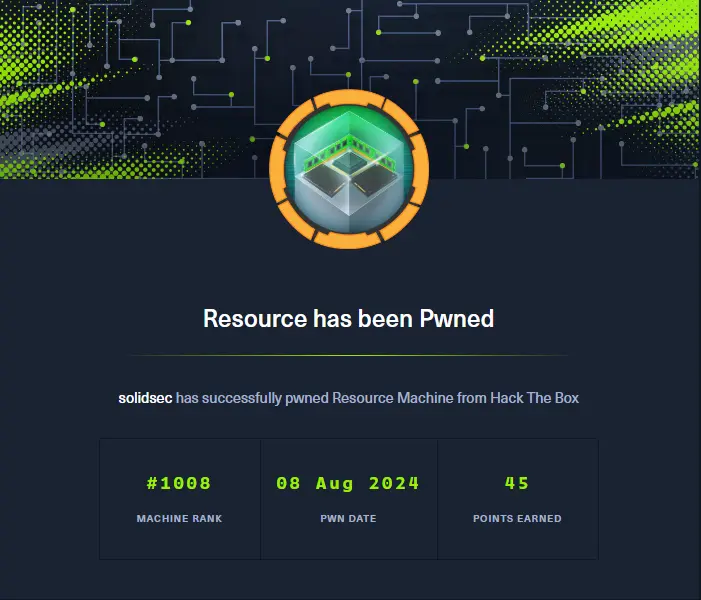 Resource has been Pwned
solidsec has successfully pwned Resource Machine from Hack The Box
#1008
08 Aug 2024
45
MACHINE RANK
PWN DATE
POINTS EARNED